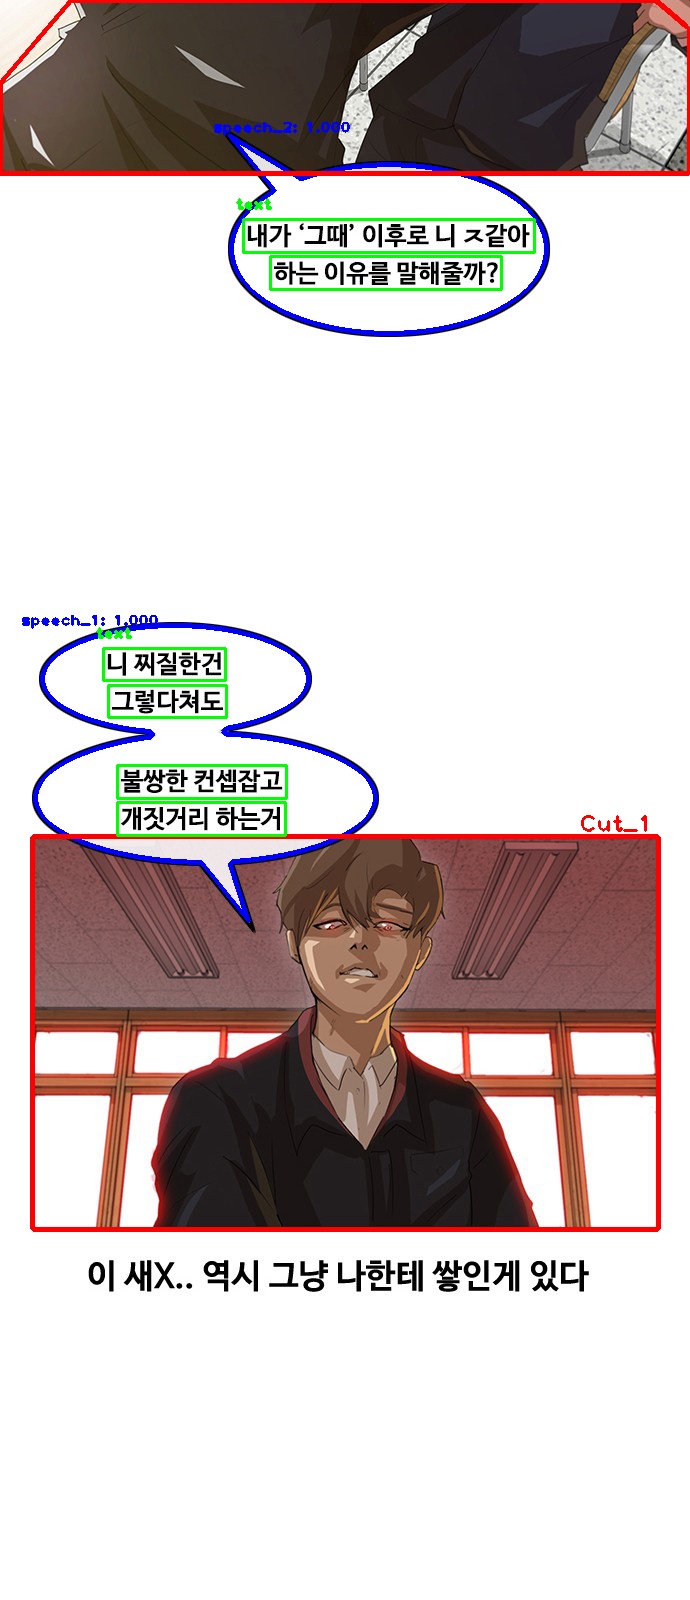 speech_2: 1.000
text
내가 ‘그때’ 이후로 니 ㅈ같아
하는 이유를 말해줄까?
speech_1: 1.000
text
니 찌질한건
그렇다쳐도
불쌍한 컨셉잡고
개짓거리 하는거
Cut_1
이 새X.. 역시 그냥 나한테 쌓인게 있다